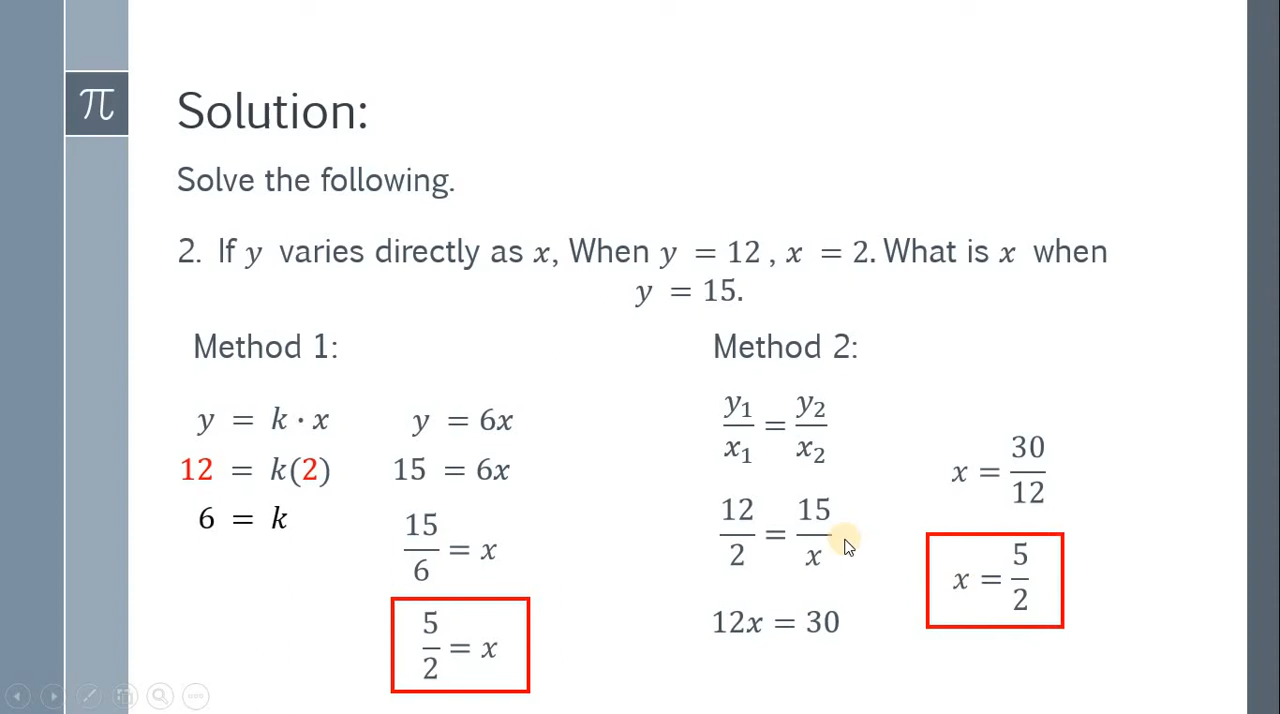 π
Solution:
Solve the following.
2. If y varies directly as x, When y = 12 , x = 2. What is x when
y = 15.
Method 1:
y = k · x
12 = k(2)
6 = k
y = 6x
15 = 6x
15/6 = x
5/2 = x
Method 2:
y₁/x₁ = y₂/x₂
12/2 = 15/x
12x = 30
x = 30/12
x = 5/2